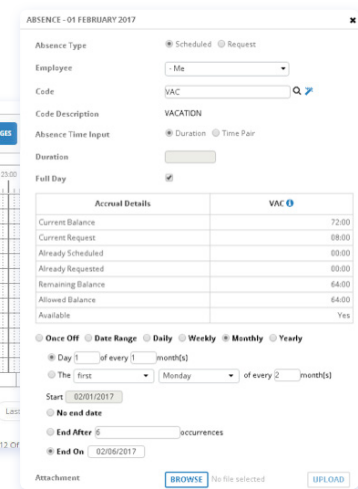 ABSENCE - 01 FEBRUARY 2017
Absence Type Scheduled Request
Employee - Me
Code VAC
Code Description VACATION
Absence Time Input Duration Time Pair
Duration
Full Day
GES
23:00
Accrual Details VAC
Current Balance 72:00
Current Request 08:00
Already Scheduled 00:00
Already Requested 00:00
Remaining Balance 64:00
Allowed Balance 64:00
Available Yes
Once Off Date Range Daily Weekly Monthly Yearly
Day 1 of every 1 month(s)
The first Monday of every 2 month(s)
Start 02/01/2017
Last
No end date
End After 6 occurrences
12 Of
End On 02/06/2017
Attachment BROWSE No file selected UPLOAD